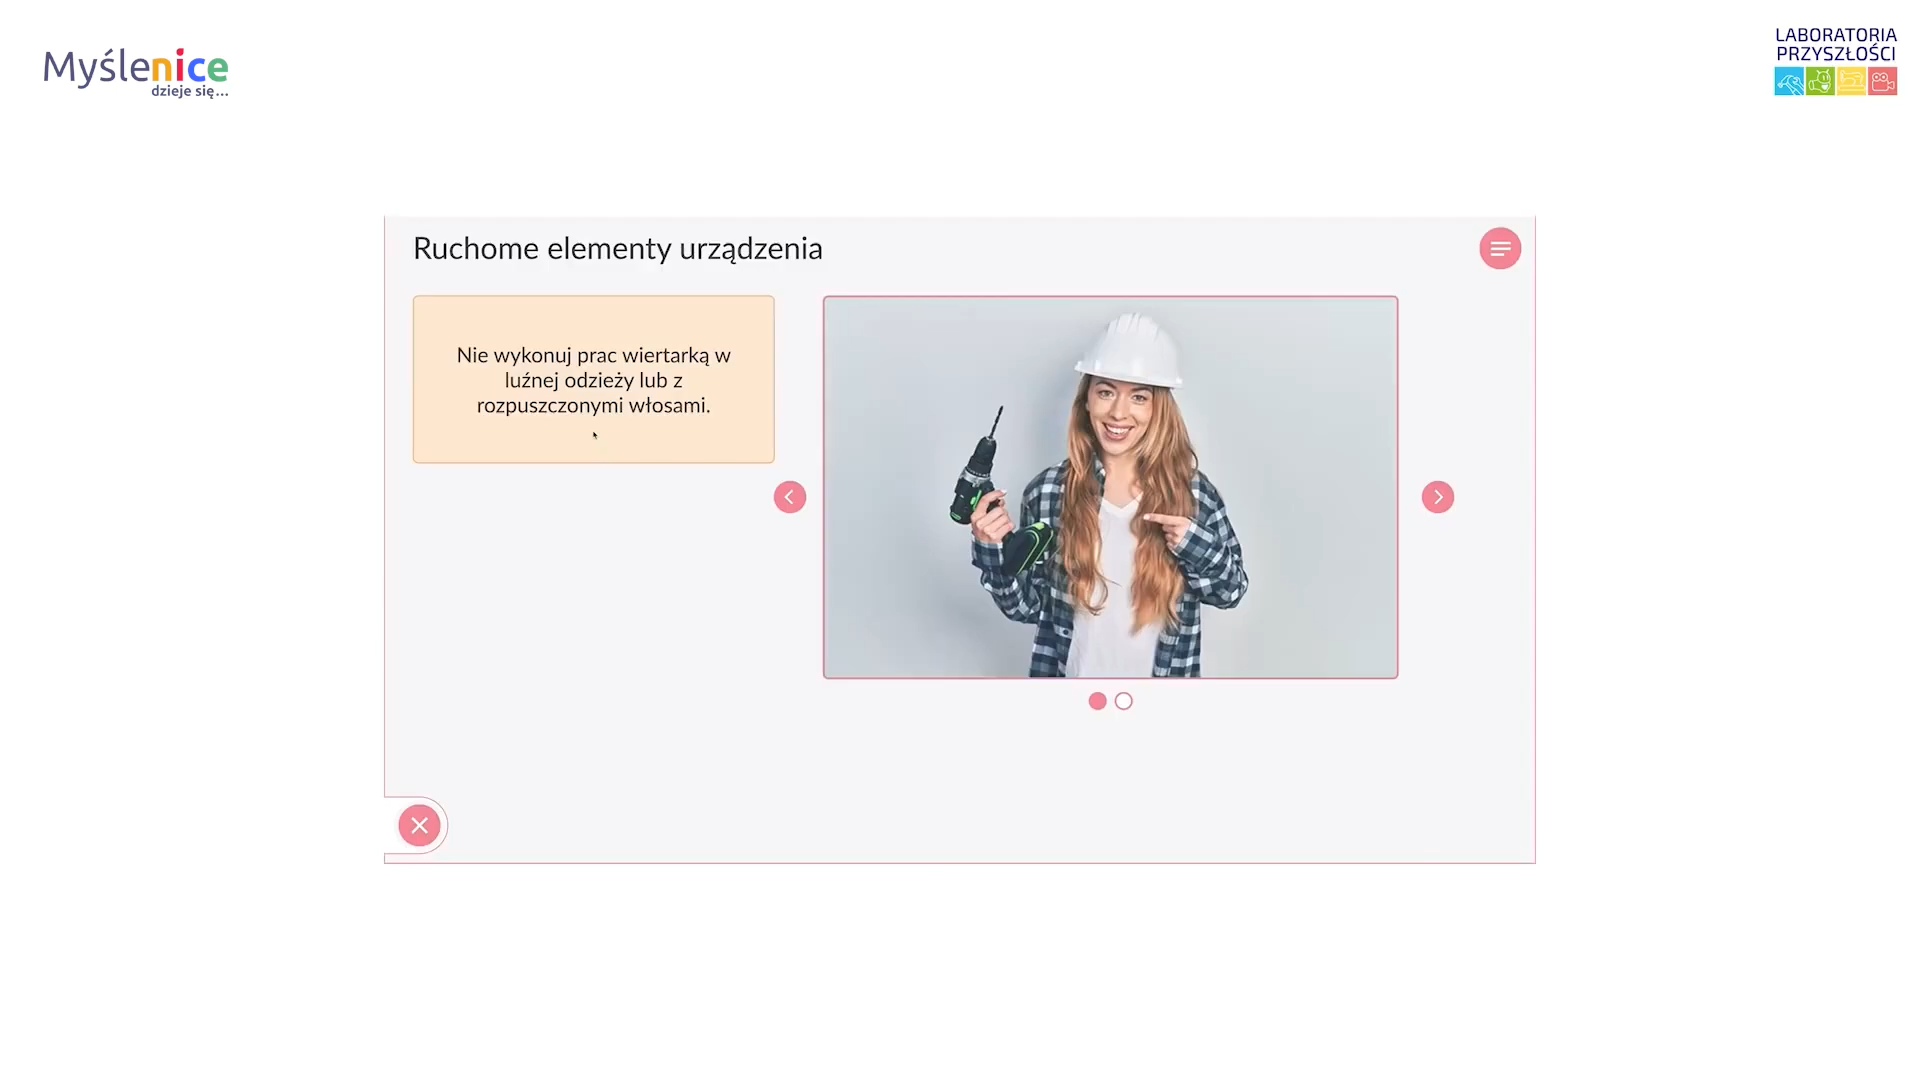 Myślenice
dzieje się...
LABORATORIA
PRZYSZŁOŚCI
Ruchome elementy urządzenia
Nie wykonuj prac wiertarką w
luźnej odzieży lub z
rozpuszczonymi włosami.